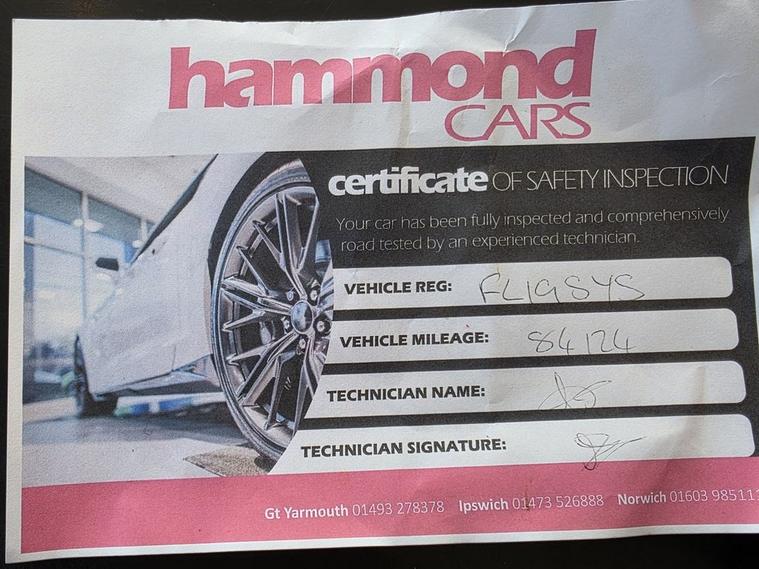 hammond
CARS
certificate OF SAFETY INSPECTION
Your car has been fully inspected and comprehensively
road tested by an experienced technician.
VEHICLE REG: FL19SYS
VEHICLE MILEAGE: 84124
TECHNICIAN NAME:
TECHNICIAN SIGNATURE:
Gt Yarmouth 01493 278378 Ipswich 01473 526888 Norwich 01603 985111